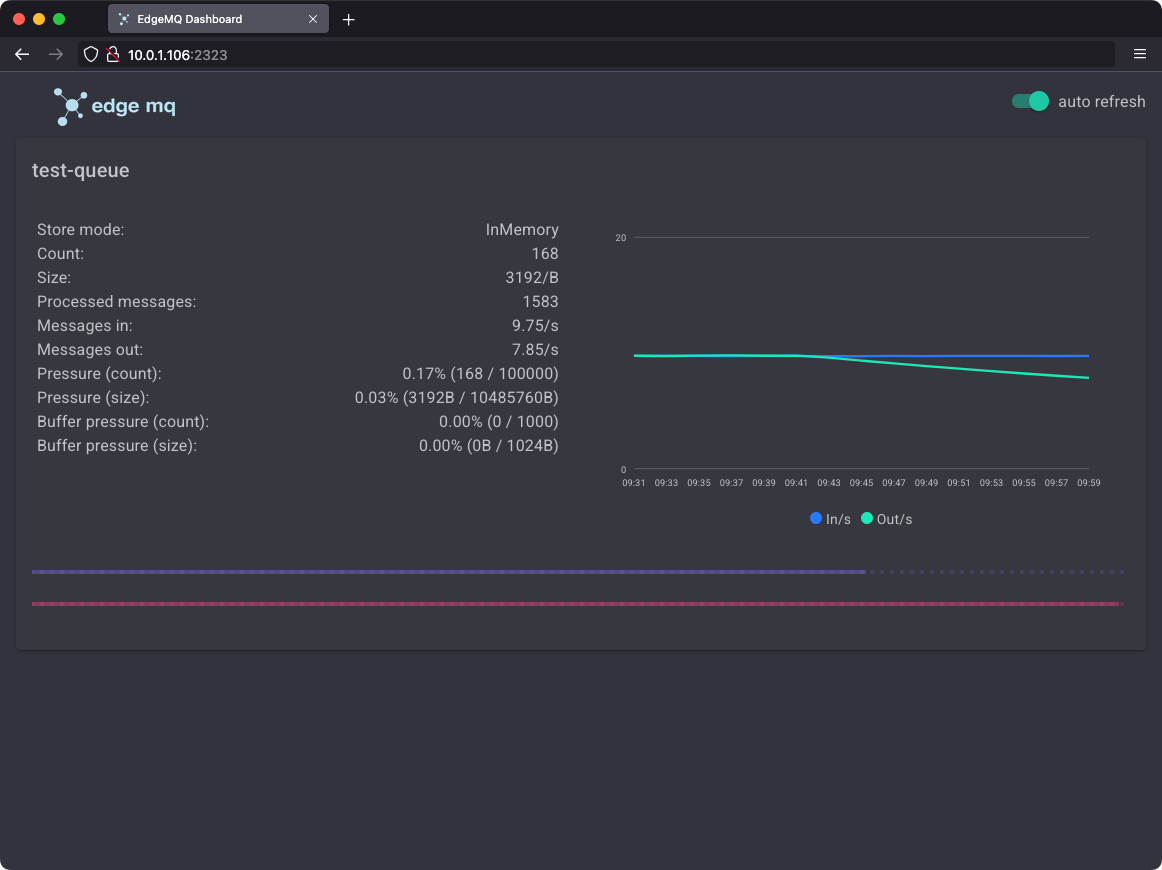 EdgeMQ Dashboard
10.0.1.106:2323
edge mq
auto refresh
test-queue
Store mode: InMemory
Count: 168
Size: 3192/B
Processed messages: 1583
Messages in: 9.75/s
Messages out: 7.85/s
Pressure (count): 0.17% (168 / 100000)
Pressure (size): 0.03% (3192B / 10485760B)
Buffer pressure (count): 0.00% (0 / 1000)
Buffer pressure (size): 0.00% (0B / 1024B)
20
0
09:31 09:33 09:35 09:37 09:39 09:41 09:43 09:45 09:47 09:49 09:51 09:53 09:55 09:57 09:59
In/s Out/s